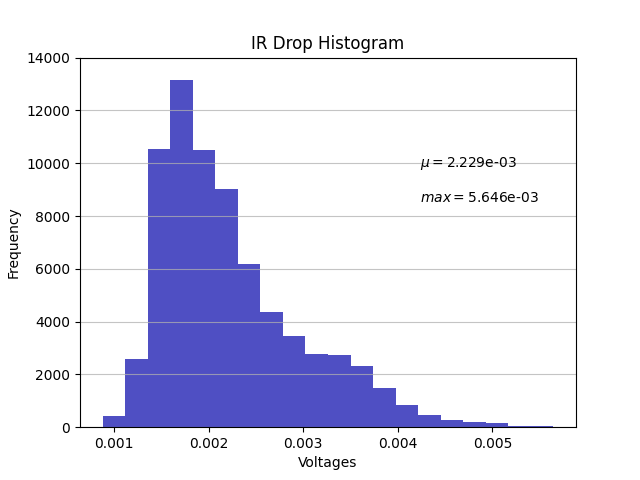 IR Drop Histogram
14000
12000
10000
8000
6000
4000
2000
0
Frequency
μ = 2.229e-03
max = 5.646e-03
0.001 0.002 0.003 0.004 0.005
Voltages